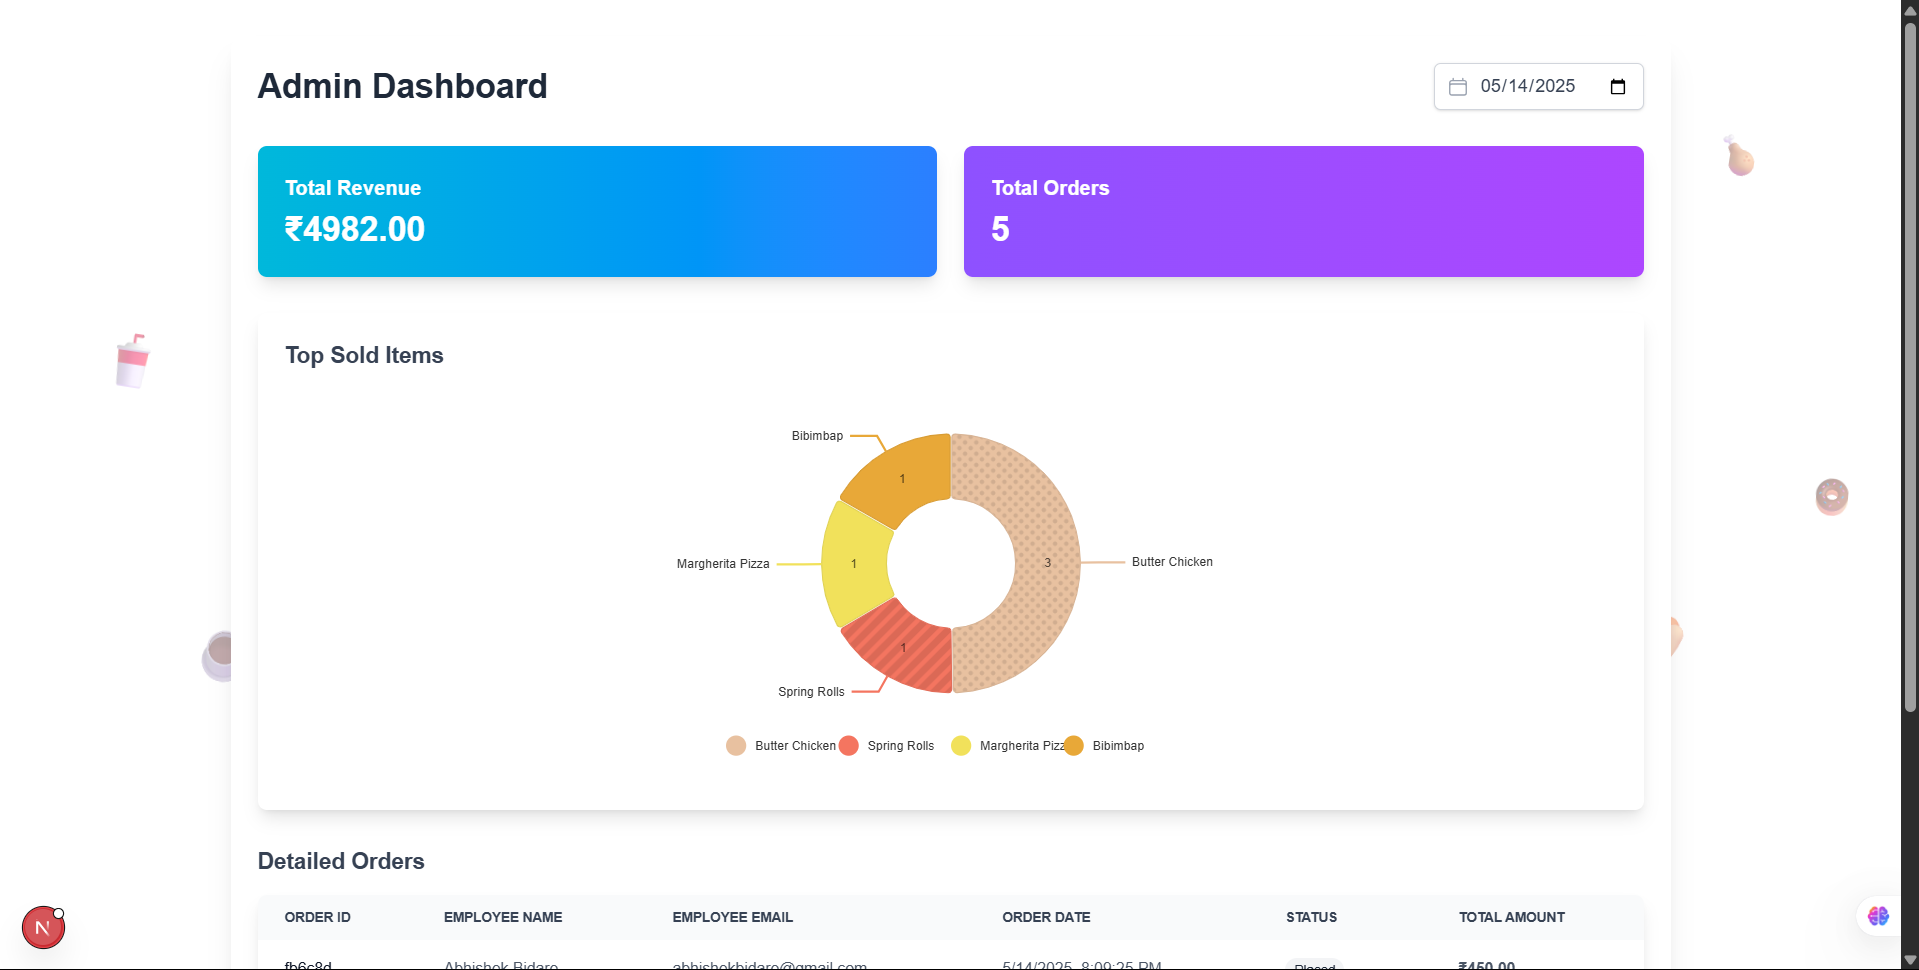 Admin Dashboard
05/14/2025
Total Revenue
₹4982.00
Total Orders
5
Top Sold Items
Bibimbap
1
Margherita Pizza
1
3
Butter Chicken
1
Spring Rolls
Butter Chicken
Spring Rolls
Margherita Pizz
Bibimbap
Detailed Orders
ORDER ID EMPLOYEE NAME EMPLOYEE EMAIL ORDER DATE STATUS TOTAL AMOUNT
fb6c8d Abhishek Bidare abhishekbidare@gmail.com 5/14/2025, 8:09:25 PM Placed ₹450.00
N